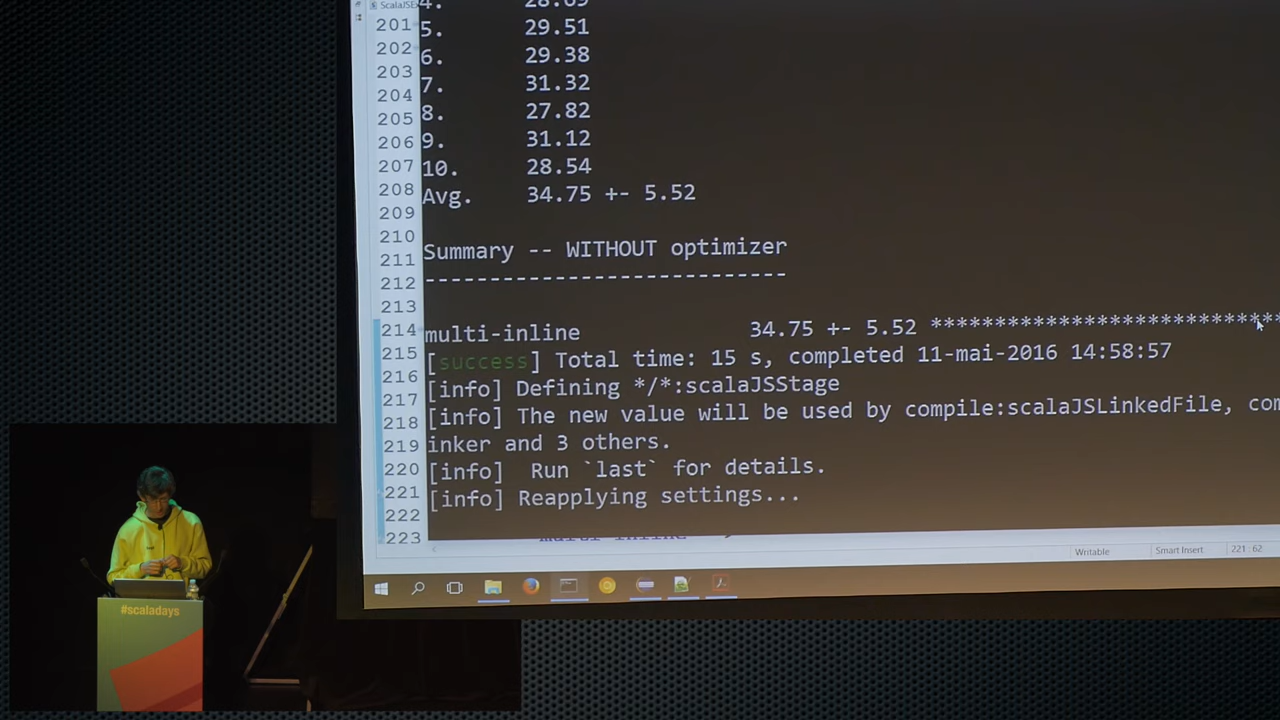 ScalaJSEx
4. 28.69
201
5. 29.51
202
6. 29.38
203
7. 31.32
204
8. 27.82
205
9. 31.12
206
10. 28.54
207
Avg. 34.75 +- 5.52
208
209
210
Summary -- WITHOUT optimizer
211
---------------------------
212
213
214
multi-inline 34.75 +- 5.52 ***************************
215
[success] Total time: 15 s, completed 11-mai-2016 14:58:57
216
[info] Defining */*:scalaJSStage
217
[info] The new value will be used by compile:scalaJSLinkedFile, com
218
inker and 3 others.
219
[info]  Run `last` for details.
220
[info] Reapplying settings...
221
222
223
Writable Smart Insert 221 : 62
#scaladays